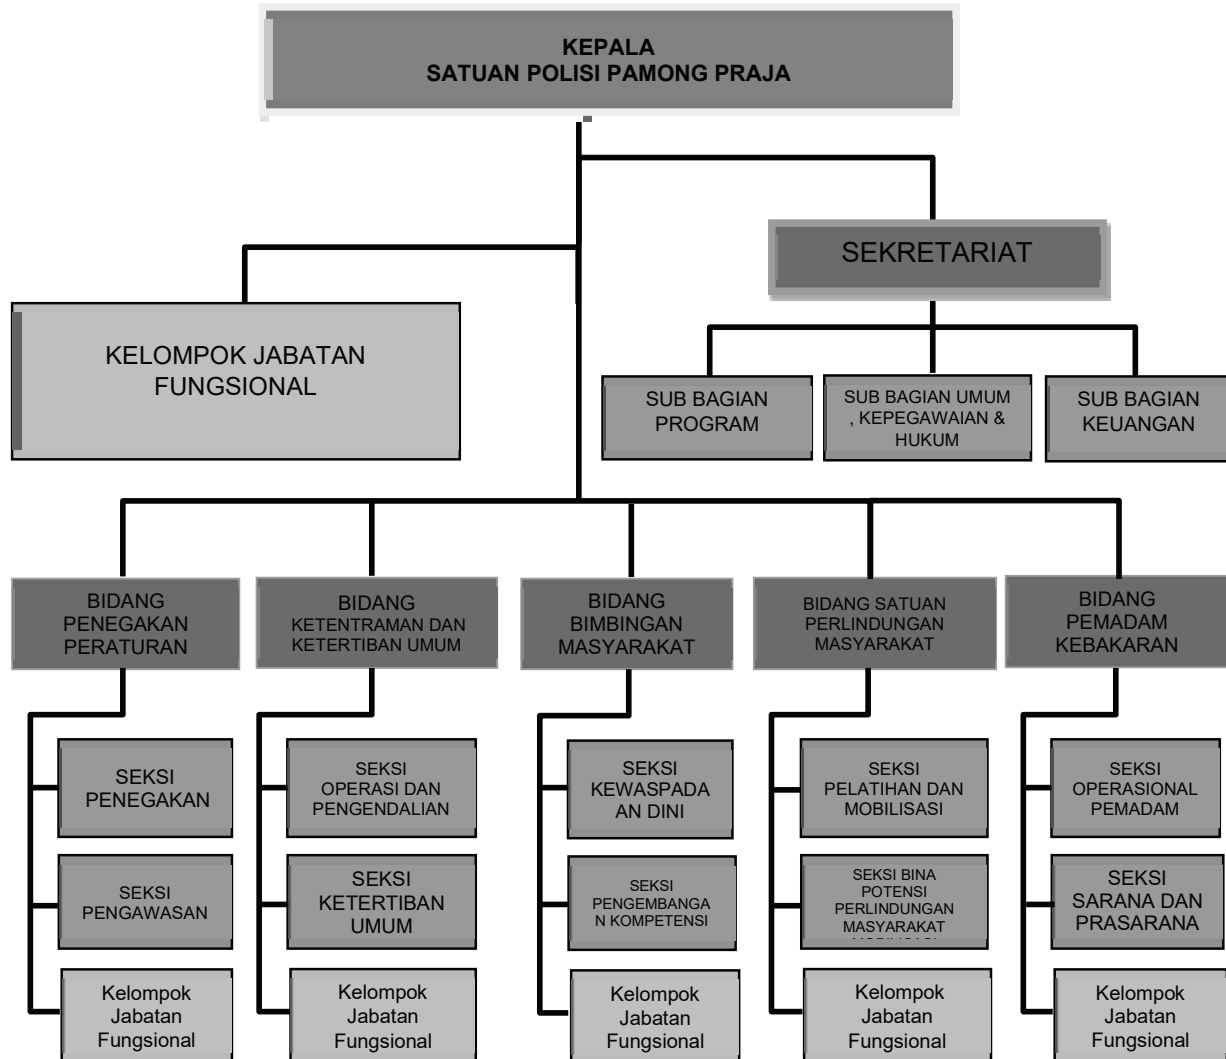 KEPALA
SATUAN POLISI PAMONG PRAJA
SEKRETARIAT
KELOMPOK JABATAN
FUNGSIONAL
SUB BAGIAN
PROGRAM
SUB BAGIAN UMUM
, KEPEGAWAIAN &
HUKUM
SUB BAGIAN
KEUANGAN
BIDANG
PENEGAKAN
PERATURAN
BIDANG
KETENTRAMAN DAN
KETERTIBAN UMUM
BIDANG
BIMBINGAN
MASYARAKAT
BIDANG SATUAN
PERLINDUNGAN
MASYARAKAT
BIDANG
PEMADAM
KEBAKARAN
SEKSI
PENEGAKAN
SEKSI
OPERASI DAN
PENGENDALIAN
SEKSI
KEWASPADA
AN DINI
SEKSI
PELATIHAN DAN
MOBILISASI
SEKSI
OPERASIONAL
PEMADAM
SEKSI
PENGAWASAN
SEKSI
KETERTIBAN
UMUM
SEKSI
PENGEMBANGA
N KOMPETENSI
SEKSI BINA
POTENSI
PERLINDUNGAN
MASYARAKAT
SEKSI
SARANA DAN
PRASARANA
Kelompok
Jabatan
Fungsional
Kelompok
Jabatan
Fungsional
Kelompok
Jabatan
Fungsional
Kelompok
Jabatan
Fungsional
Kelompok
Jabatan
Fungsional